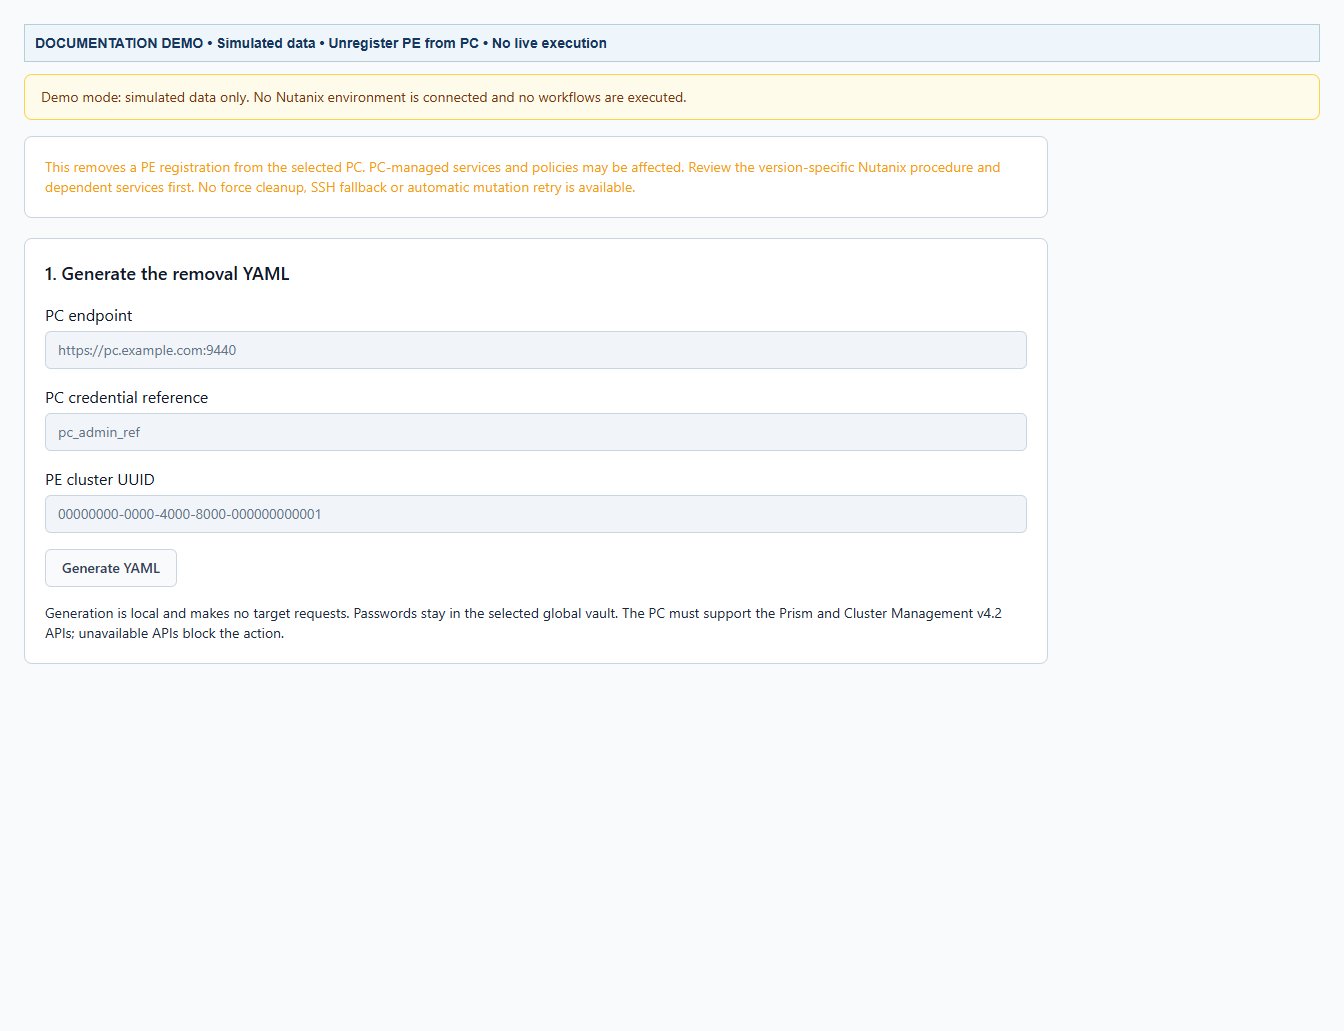 DOCUMENTATION DEMO • Simulated data • Unregister PE from PC • No live execution
Demo mode: simulated data only. No Nutanix environment is connected and no workflows are executed.
This removes a PE registration from the selected PC. PC-managed services and policies may be affected. Review the version-specific Nutanix procedure and
dependent services first. No force cleanup, SSH fallback or automatic mutation retry is available.
1. Generate the removal YAML
PC endpoint
https://pc.example.com:9440
PC credential reference
pc_admin_ref
PE cluster UUID
00000000-0000-4000-8000-000000000001
Generate YAML
Generation is local and makes no target requests. Passwords stay in the selected global vault. The PC must support the Prism and Cluster Management v4.2
APIs; unavailable APIs block the action.